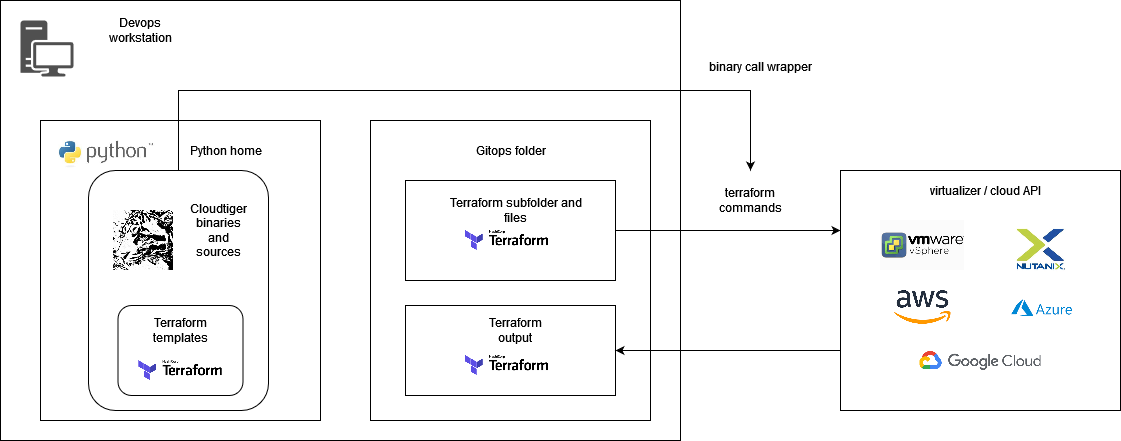 Devops
workstation
binary call wrapper
python™
Python home
Cloudtiger
binaries
and
sources
Terraform
templates
HashiCorp
Terraform
Gitops folder
Terraform subfolder and
files
HashiCorp
Terraform
Terraform
output
HashiCorp
Terraform
terraform
commands
virtualizer / cloud API
vmware®
vSphere
NUTANIX.
aws
Azure
Google Cloud